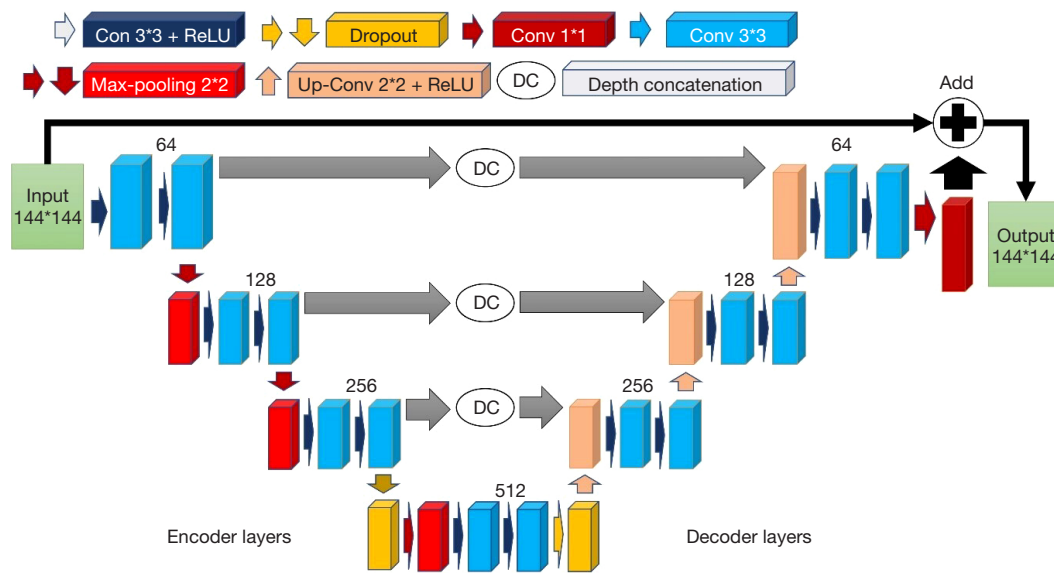 Con 3*3 + ReLU
Dropout
Conv 1*1
Conv 3*3
Max-pooling 2*2
Up-Conv 2*2 + ReLU
DC
Depth concatenation
Add
64
DC
64
Input
144*144
Output
144*144
128
DC
128
256
DC
256
512
Encoder layers
Decoder layers